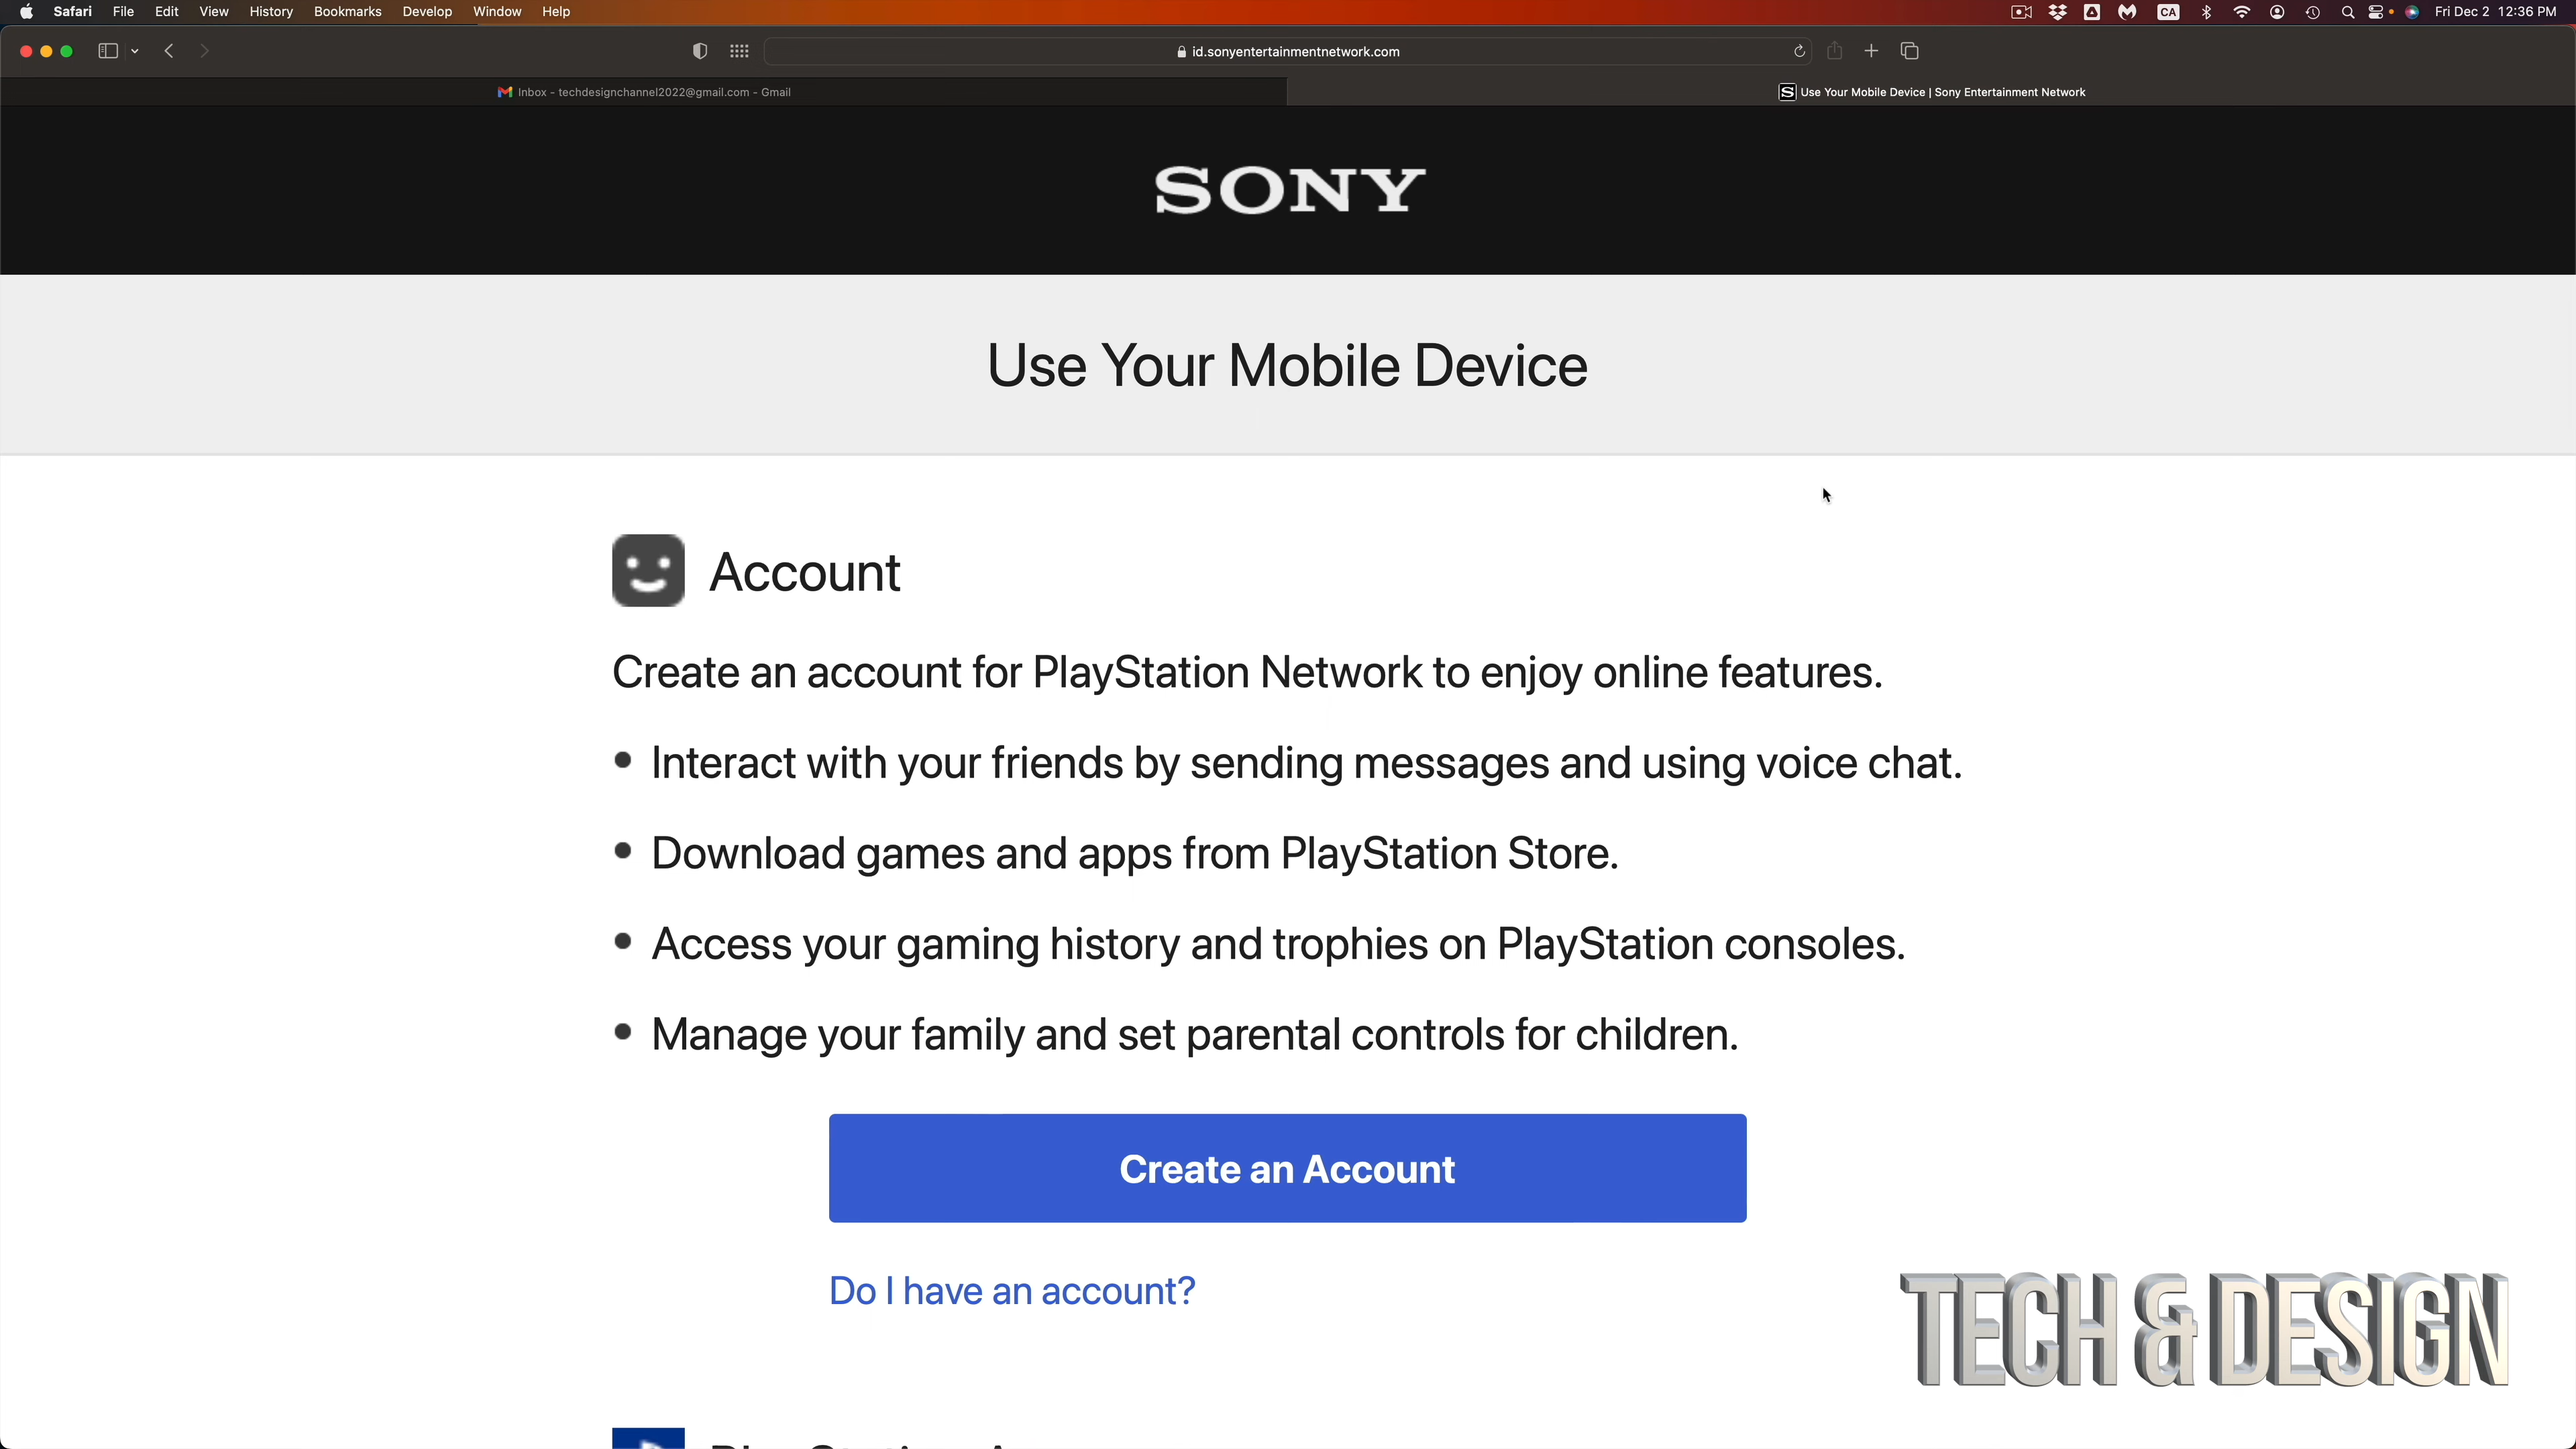 Safari File Edit View History Bookmarks Develop Window Help CA Fri Dec 2 12:36 PM
id.sonyentertainmentnetwork.com
Inbox - techdesignchannel2022@gmail.com - Gmail
S Use Your Mobile Device | Sony Entertainment Network
SONY
Use Your Mobile Device
Account
Create an account for PlayStation Network to enjoy online features.
• Interact with your friends by sending messages and using voice chat.
• Download games and apps from PlayStation Store.
• Access your gaming history and trophies on PlayStation consoles.
• Manage your family and set parental controls for children.
Create an Account
Do I have an account?
TECH & DESIGN